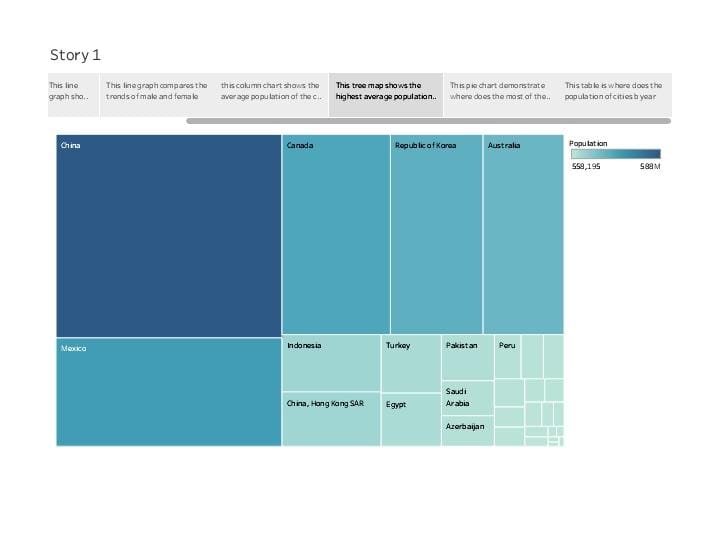 Story 1
This line
graph sho..
This line graph compares the
trends of male and female
this column chart shows the
average population of the c..
This tree map shows the
highest average population..
This pie chart demonstrate
where does the most of the..
This table is where does the
population of cities by year
China
Canada
Republic of Korea
Australia
Population
558,195
588M
Mexico
Indonesia
Turkey
Pakistan
Peru
China, Hong Kong SAR
Egypt
Saudi
Arabia
Azerbaijan